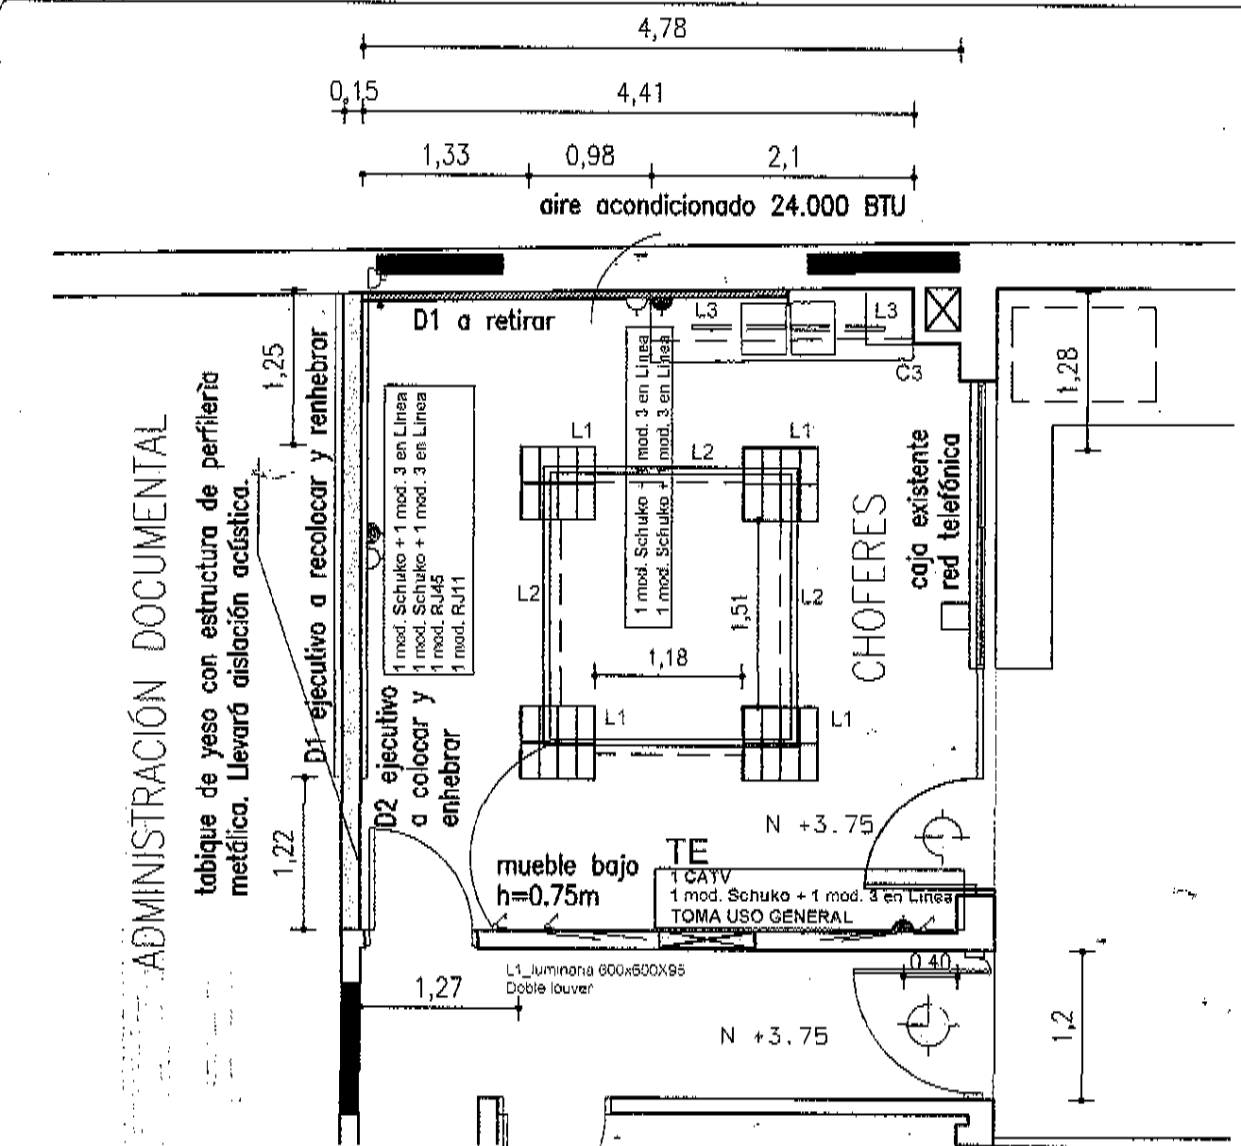 4,78
0,15
4,41
1,33
0,98
2,1
aire acondicionado 24.000 BTU
D1 a retirar
L3
L3
C3
1,25
1,28
ADMINISTRACIÓN DOCUMENTAL
tabique de yeso con estructura de perfilería
metálica. Llevará aislación acústica.
D1 ejecutivo a recolocar y renhebrar
1 mod. Schuko + 1 mod. 3 en Línea
1 mod. Schuko + 1 mod. 3 en Línea
1 mod. RJ45
1 mod. RJ11
1 mod. Schuko + 1 mod. 3 en Línea
1 mod. Schuko + 1 mod. 3 en Línea
L1
L2
L1
L2
L2
1,51
1,18
L1
L1
CHOFERES
caja existente
red telefónica
D2 ejecutivo
a colocar y
enhebrar
1,22
N +3.75
mueble bajo
h=0.75m
TE
1 CATV
1 mod. Schuko + 1 mod. 3 en Línea
TOMA USO GENERAL
L1_luminaria 600x600X95
Doble louver
1,27
0.40
N +3.75
1,2